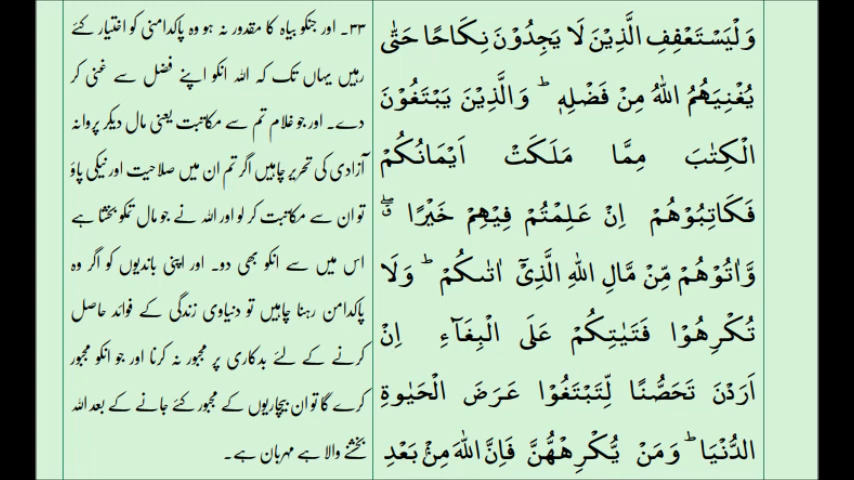 وَلۡيَسۡتَعۡفِفِ الَّذِيۡنَ لَا يَجِدُوۡنَ نِكَاحًا حَتّٰى
يُغۡنِيَهُمُ اللّٰهُ مِنۡ فَضۡلِهٖ‌ ؕ وَالَّذِيۡنَ يَبۡتَغُوۡنَ
الۡـكِتٰبَ مِمَّا مَلَكَتۡ اَيۡمَانُكُمۡ
فَكَاتِبُوۡهُمۡ اِنۡ عَلِمۡتُمۡ فِيۡهِمۡ خَيۡرًا ‌ۖ
وَّاٰتُوۡهُمۡ مِّنۡ مَّالِ اللّٰهِ الَّذِىۡۤ اٰتٰٮكُمۡ‌ ؕ وَلَا
تُكۡرِهُوۡا فَتَيٰتِكُمۡ عَلَى الۡبِغَآءِ اِنۡ
اَرَدۡنَ تَحَصُّنًا لِّتَبۡتَغُوۡا عَرَضَ الۡحَيٰوةِ
الدُّنۡيَا‌ ؕ وَمَنۡ يُّكۡرِهْهُّنَّ فَاِنَّ اللّٰهَ مِنۡۢ بَعۡدِ
۳۳۔ اور جنکو بیاہ کا مقدور نہ ہو وہ پاکدامنی کو اختیار کئے
رہیں یہاں تک کہ اللہ انکو اپنے فضل سے غنی کر
دے۔ اور جو غلام تم سے مکاتبت یعنی مال دیکر پروانہ
آزادی کی تحریر چاہیں اگر تم ان میں صلاحیت اور نیکی پاؤ
تو ان سے مکاتبت کر لو اور اللہ نے جو مال تمکو بخشا ہے
اس میں سے انکو بھی دو۔ اور اپنی باندیوں کو اگر وہ
پاکدامن رہنا چاہیں تو دنیاوی زندگی کے فوائد حاصل
کرنے کے لئے بدکاری پر مجبور نہ کرنا اور جو انکو مجبور
کرے گا تو ان بیچاریوں کے مجبور کئے جانے کے بعد اللہ
بخشنے والا ہے مہربان ہے۔